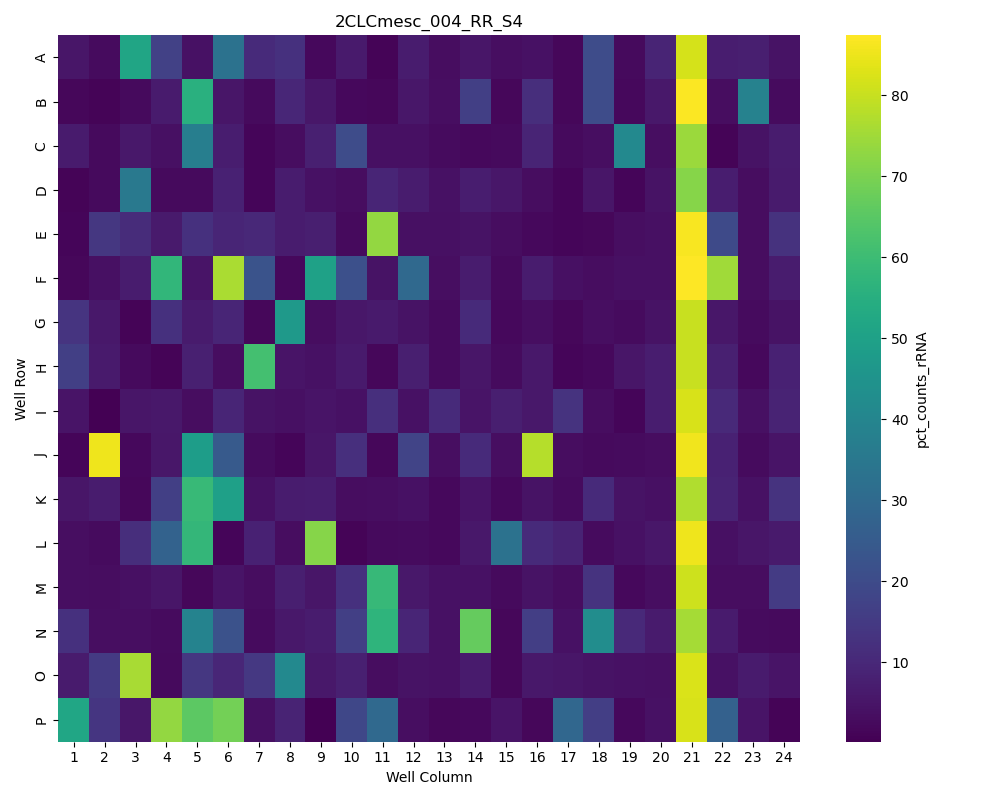 2CLCmesc_004_RR_S4
A
B
C
D
E
F
G
H
I
J
K
L
M
N
O
P
Well Row
1 2 3 4 5 6 7 8 9 10 11 12 13 14 15 16 17 18 19 20 21 22 23 24
Well Column
80
70
60
50
40
30
20
10
pct_counts_rRNA